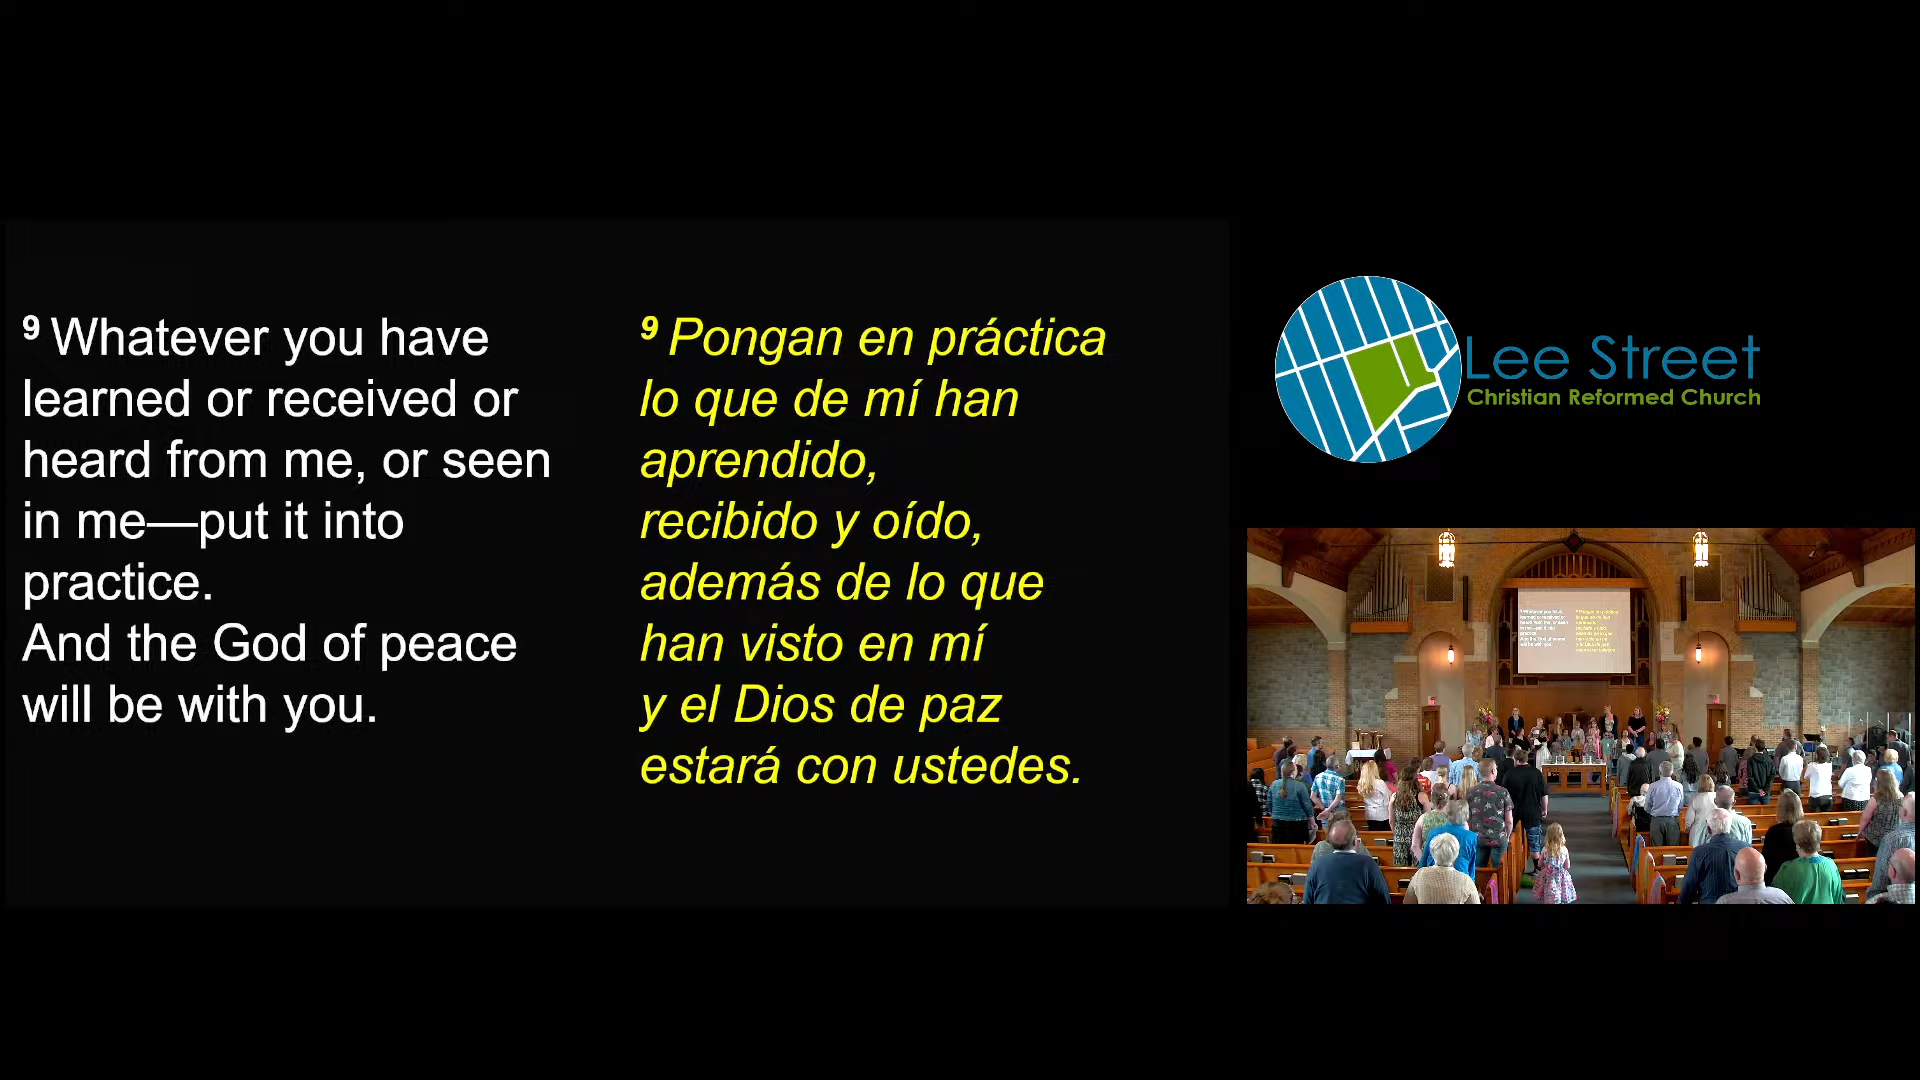 9 Whatever you have
learned or received or
heard from me, or seen
in me—put it into
practice.
And the God of peace
will be with you.
9 Pongan en práctica
lo que de mí han
aprendido,
recibido y oído,
además de lo que
han visto en mí
y el Dios de paz
estará con ustedes.
Lee Street
Christian Reformed Church